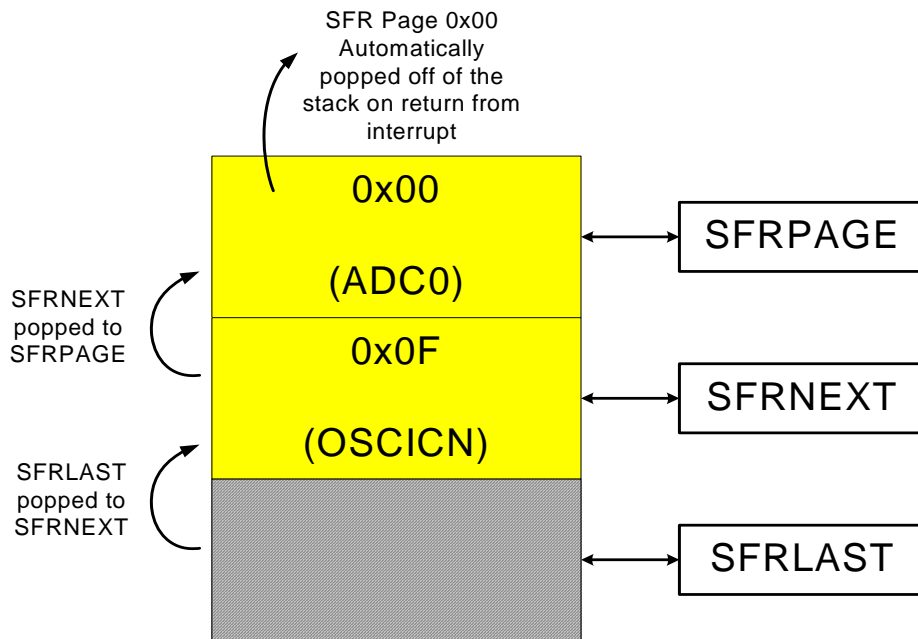 SFR Page 0x00
Automatically
popped off of the
stack on return from
interrupt
0x00
(ADC0)
SFRPAGE
SFRNEXT
popped to
SFRPAGE
0x0F
(OSCICN)
SFRNEXT
SFRLAST
popped to
SFRNEXT
SFRLAST